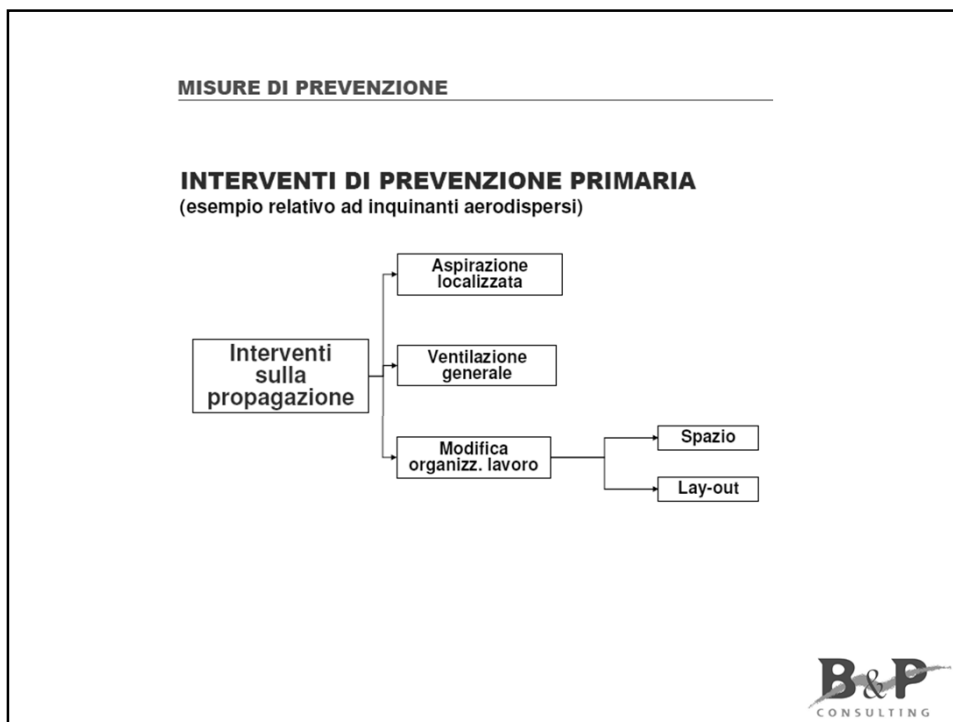 MISURE DI PREVENZIONE
INTERVENTI DI PREVENZIONE PRIMARIA
(esempio relativo ad inquinanti aerodispersi)
Aspirazione
localizzata
Interventi
sulla
propagazione
Ventilazione
generale
Modifica
organizz. lavoro
Spazio
Lay-out
B&P
CONSULTING